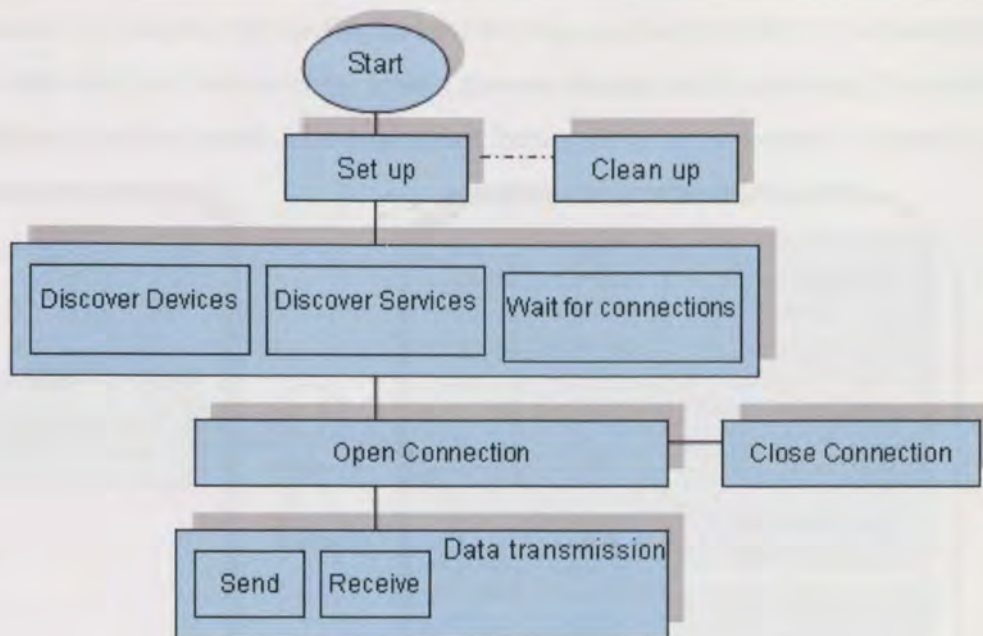 Start
Set up
Clean up
Discover Devices
Discover Services
Wait for connections
Open Connection
Close Connection
Data transmission
Send
Receive